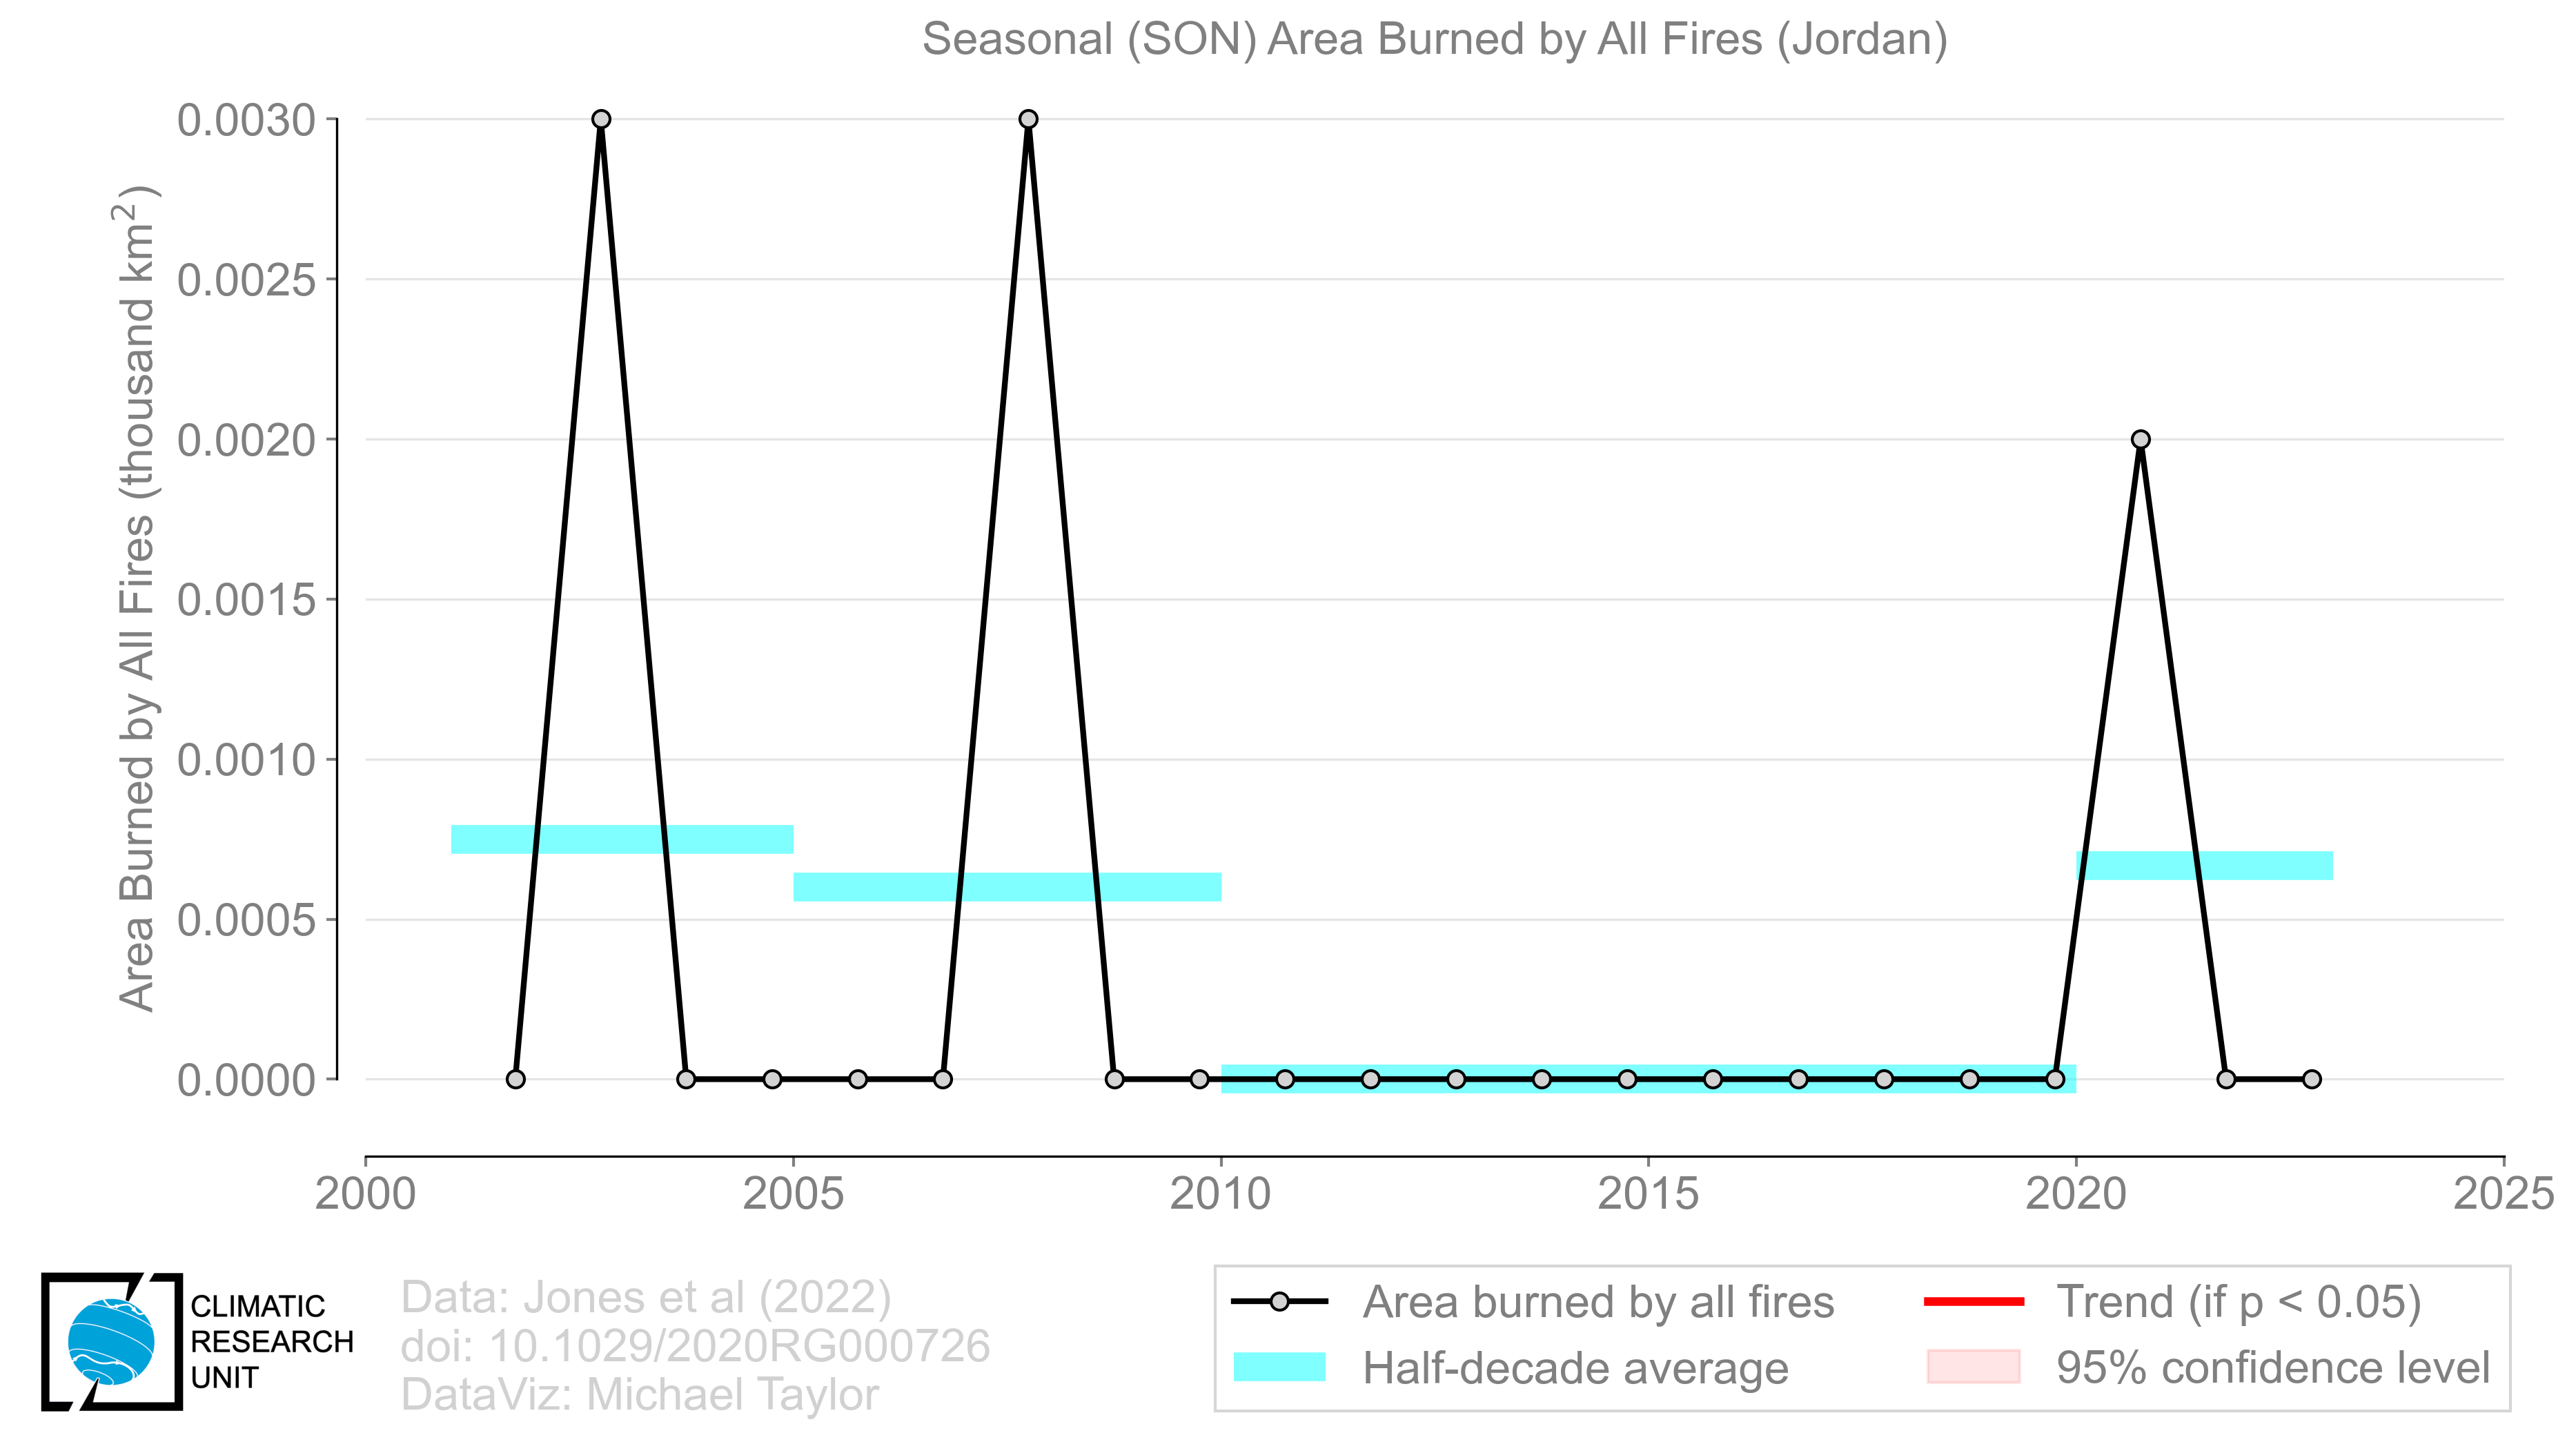 Seasonal (SON) Area Burned by All Fires (Jordan)
Area Burned by All Fires (thousand km²)
0.0030
0.0025
0.0020
0.0015
0.0010
0.0005
0.0000
2000 2005 2010 2015 2020 2025
CLIMATIC
RESEARCH
UNIT
Data: Jones et al (2022)
doi: 10.1029/2020RG000726
DataViz: Michael Taylor
Area burned by all fires
Half-decade average
Trend (if p < 0.05)
95% confidence level